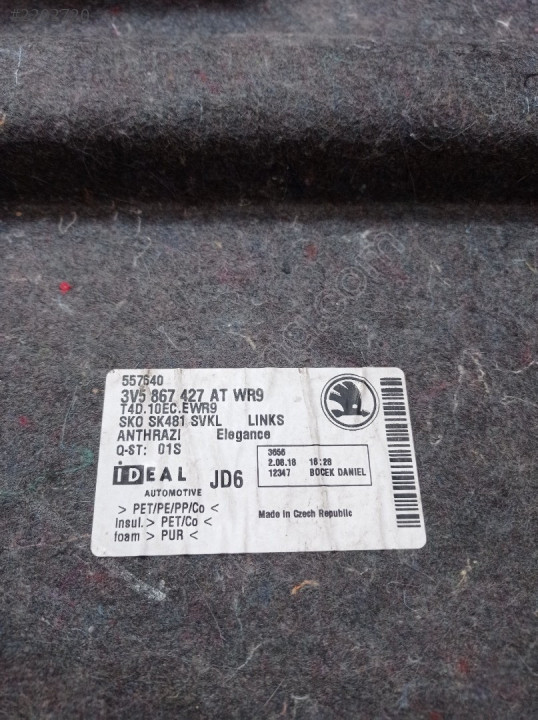 557640
3V5 867 427 AT WR9
T4D.10EC.EWR9
SKO SK481 SVKL LINKS
ANTHRAZI Elegance
Q-ST: 01S
3656
2.08.18 16:28
12347 BOCEK DANIEL
iDEAL JD6
AUTOMOTIVE
> PET/PE/PP/Co <
insul.> PET/Co <
foam > PUR <
Made in Czech Republic